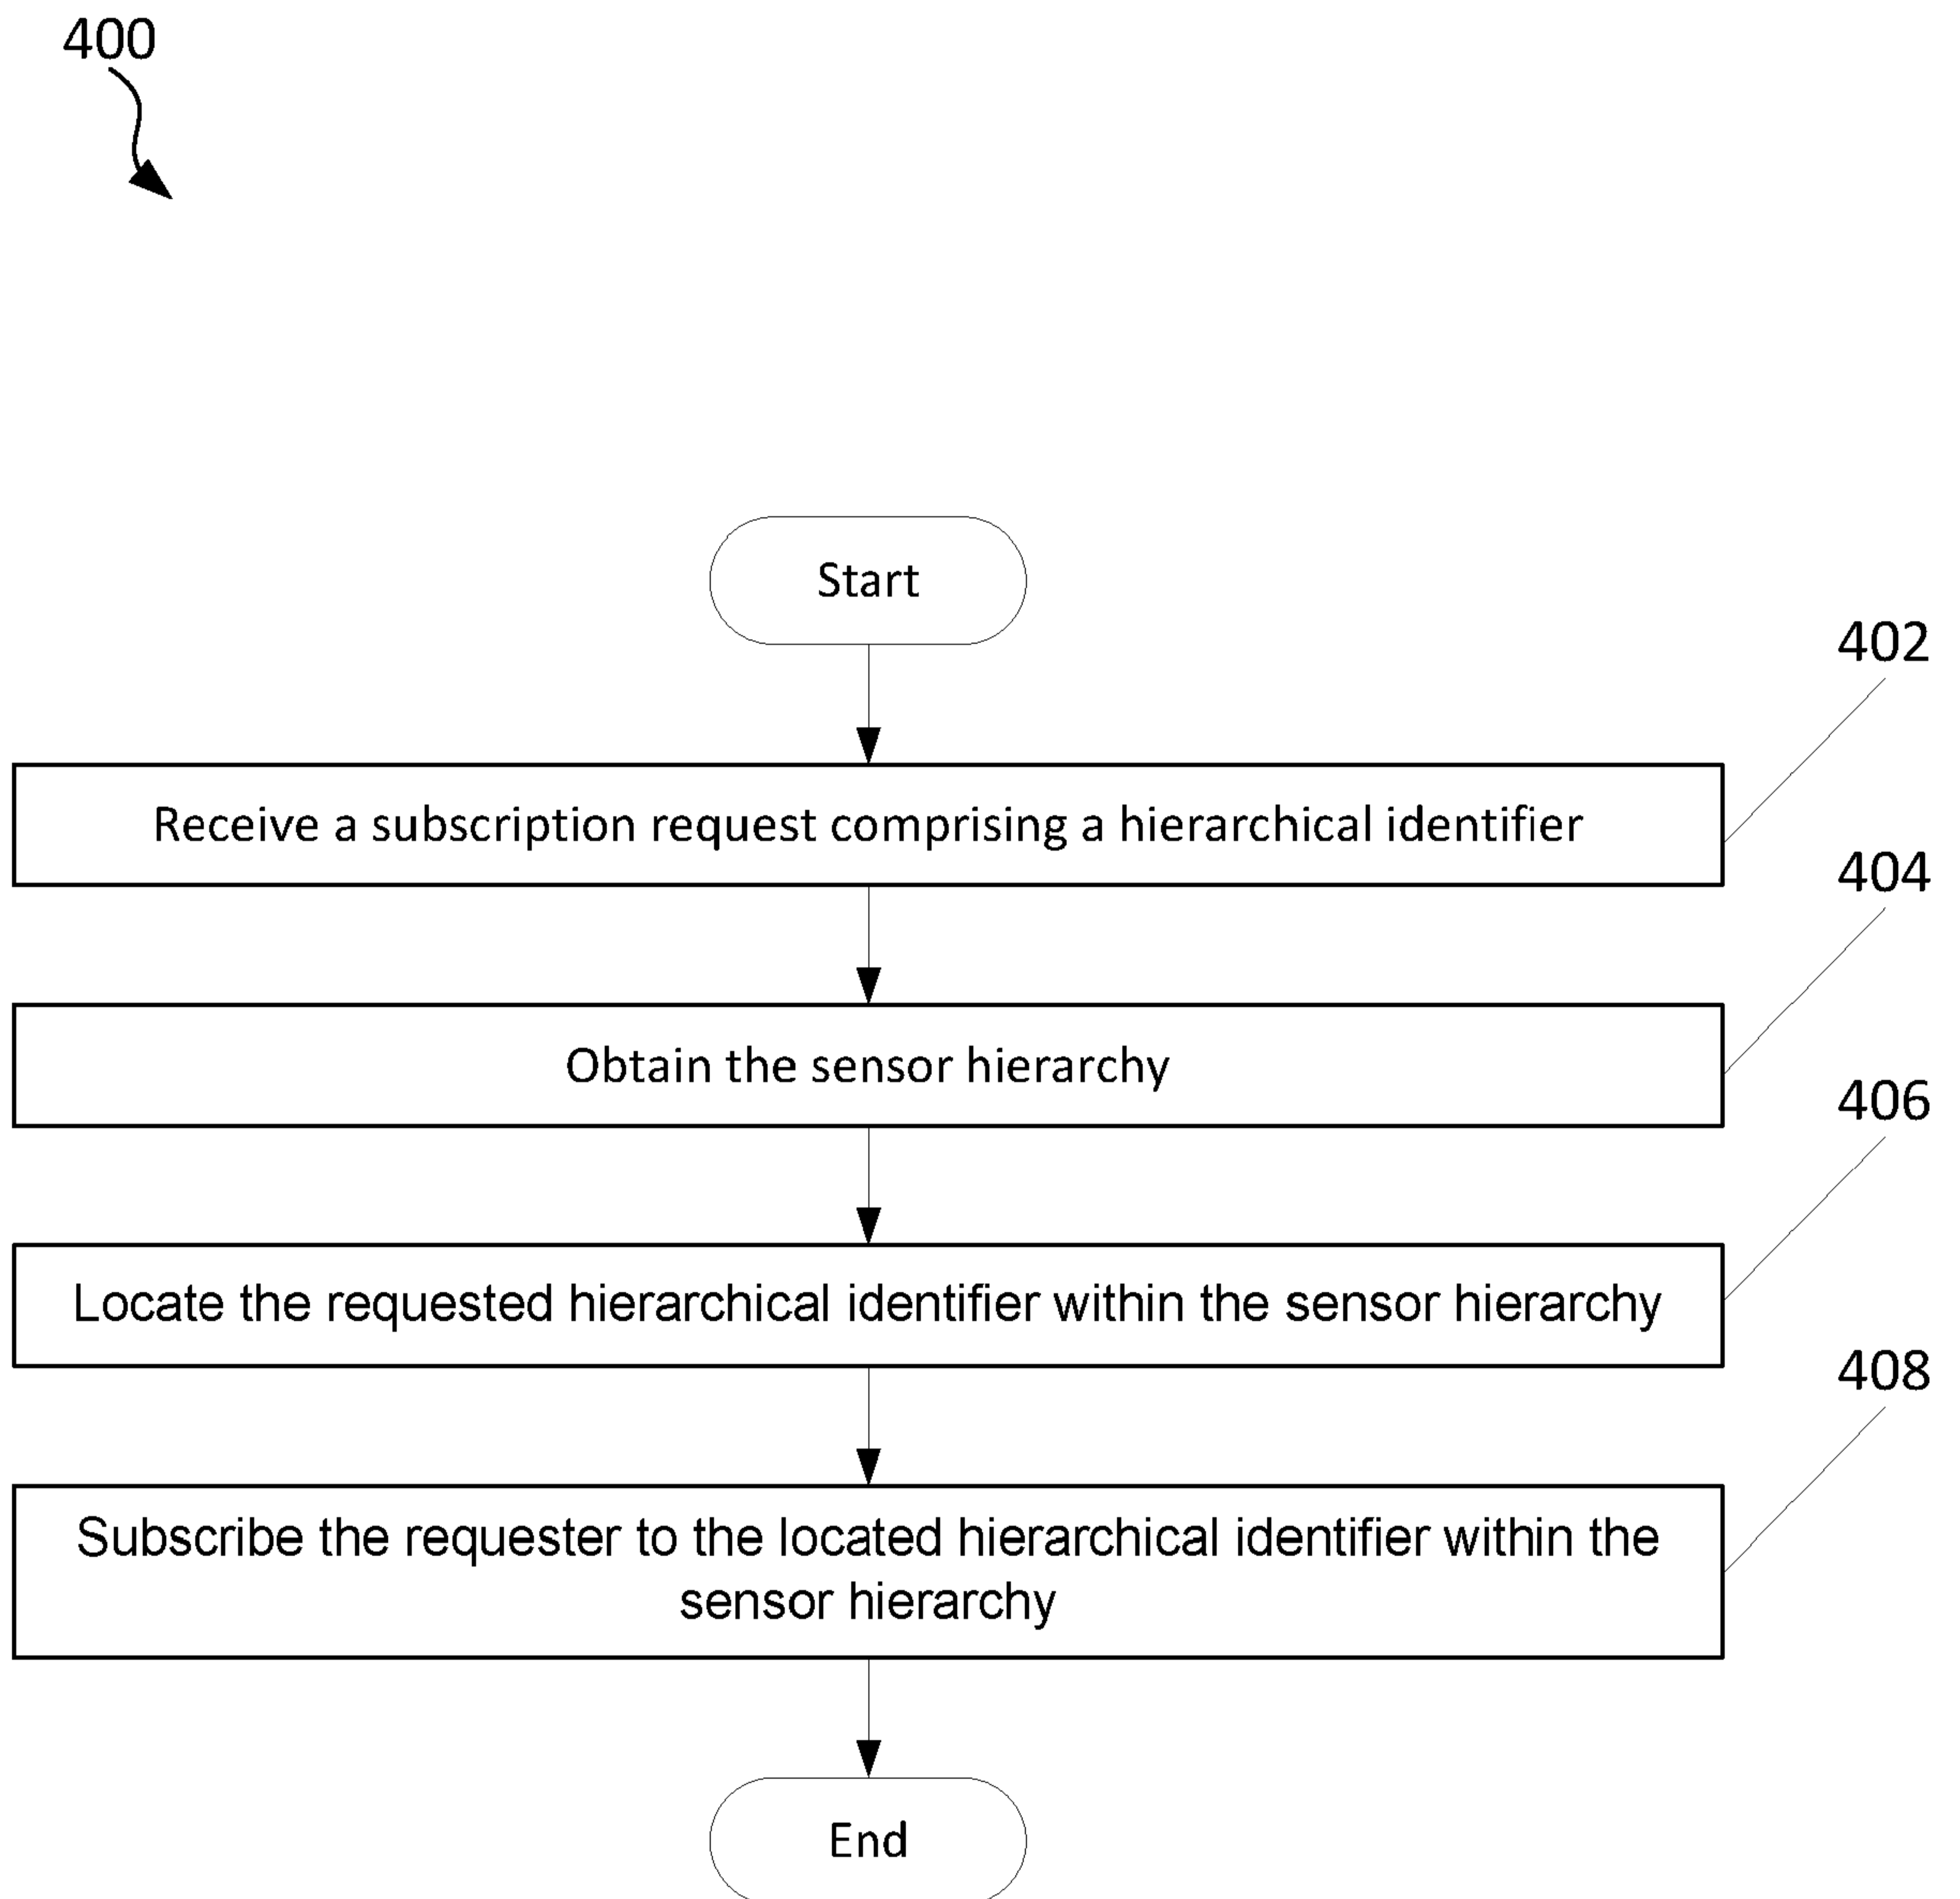 400
Start
402
Receive a subscription request comprising a hierarchical identifier
404
Obtain the sensor hierarchy
406
Locate the requested hierarchical identifier within the sensor hierarchy
408
Subscribe the requester to the located hierarchical identifier within the
sensor hierarchy
End